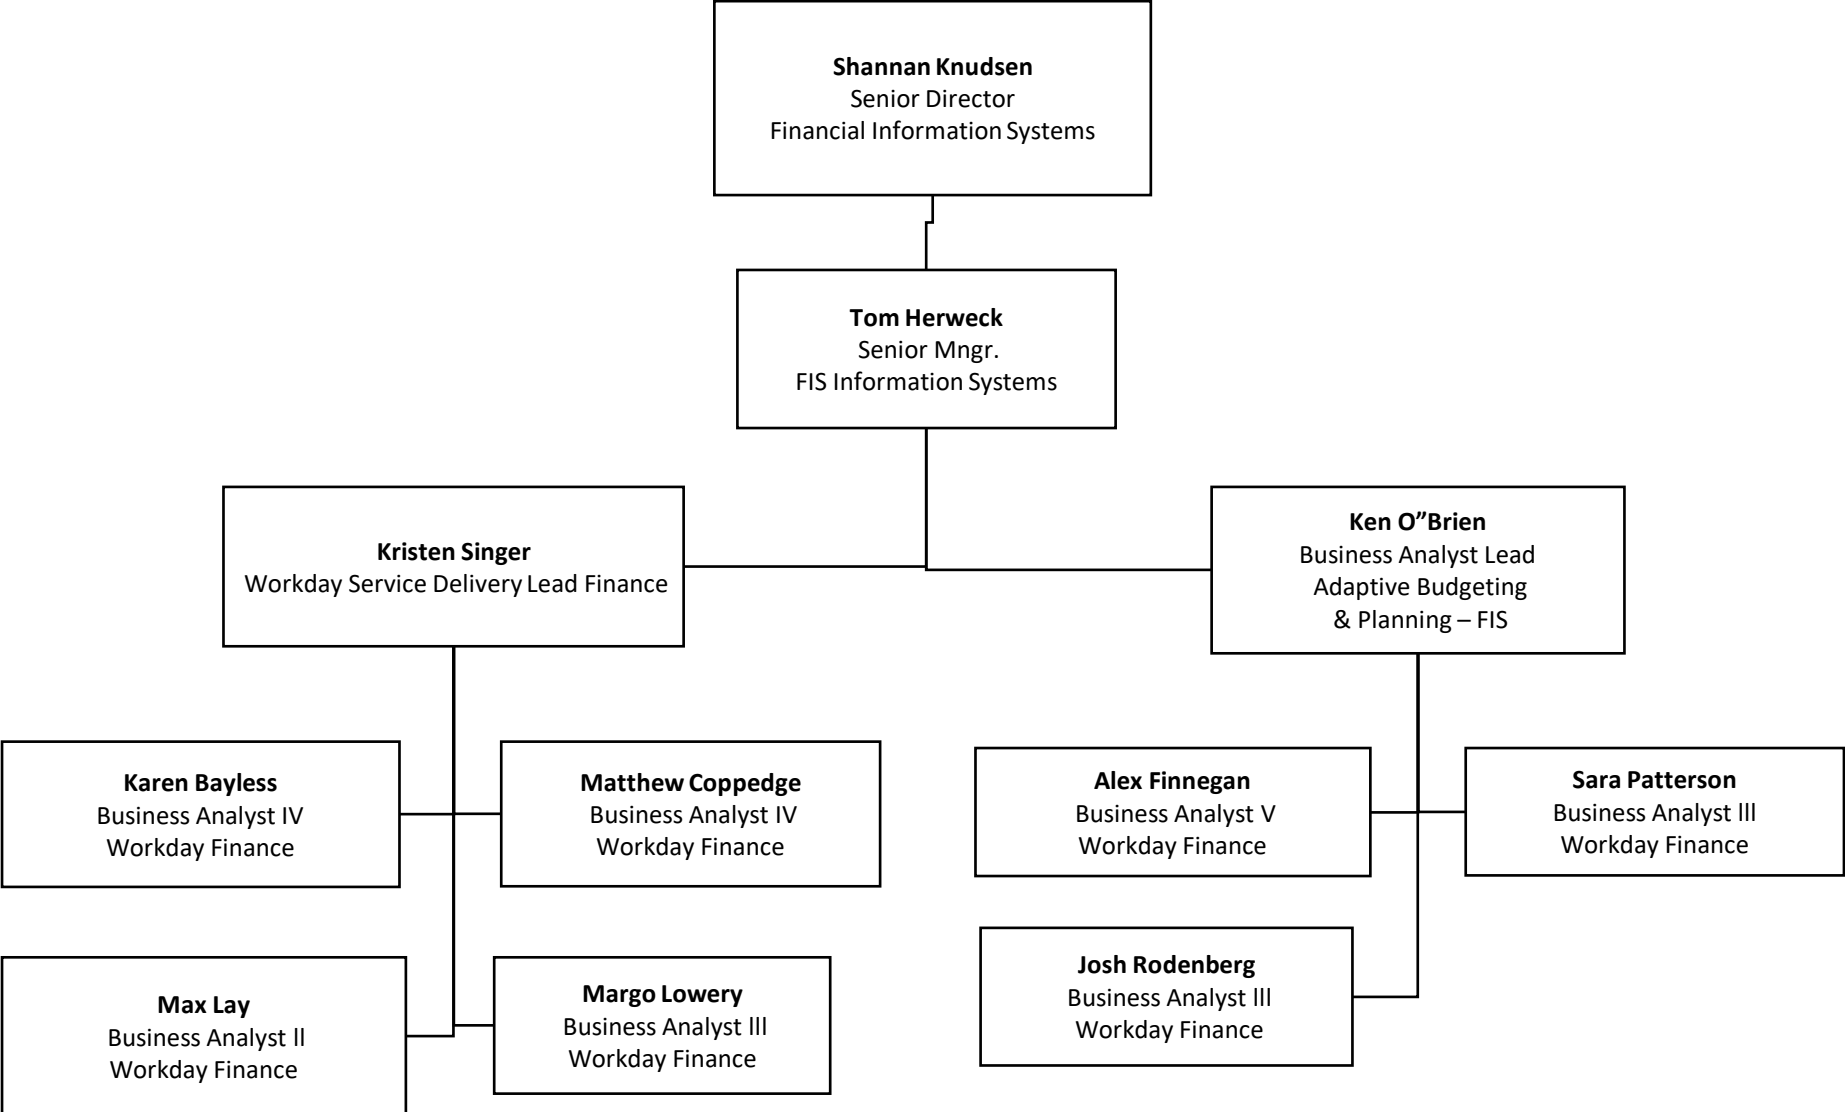 Shannan Knudsen
Senior Director
Financial Information Systems
Tom Herweck
Senior Mngr.
FIS Information Systems
Kristen Singer
Workday Service Delivery Lead Finance
Ken O”Brien
Business Analyst Lead
Adaptive Budgeting
& Planning – FIS
Karen Bayless
Business Analyst IV
Workday Finance
Matthew Coppedge
Business Analyst IV
Workday Finance
Alex Finnegan
Business Analyst V
Workday Finance
Sara Patterson
Business Analyst lll
Workday Finance
Max Lay
Business Analyst ll
Workday Finance
Margo Lowery
Business Analyst lll
Workday Finance
Josh Rodenberg
Business Analyst lll
Workday Finance